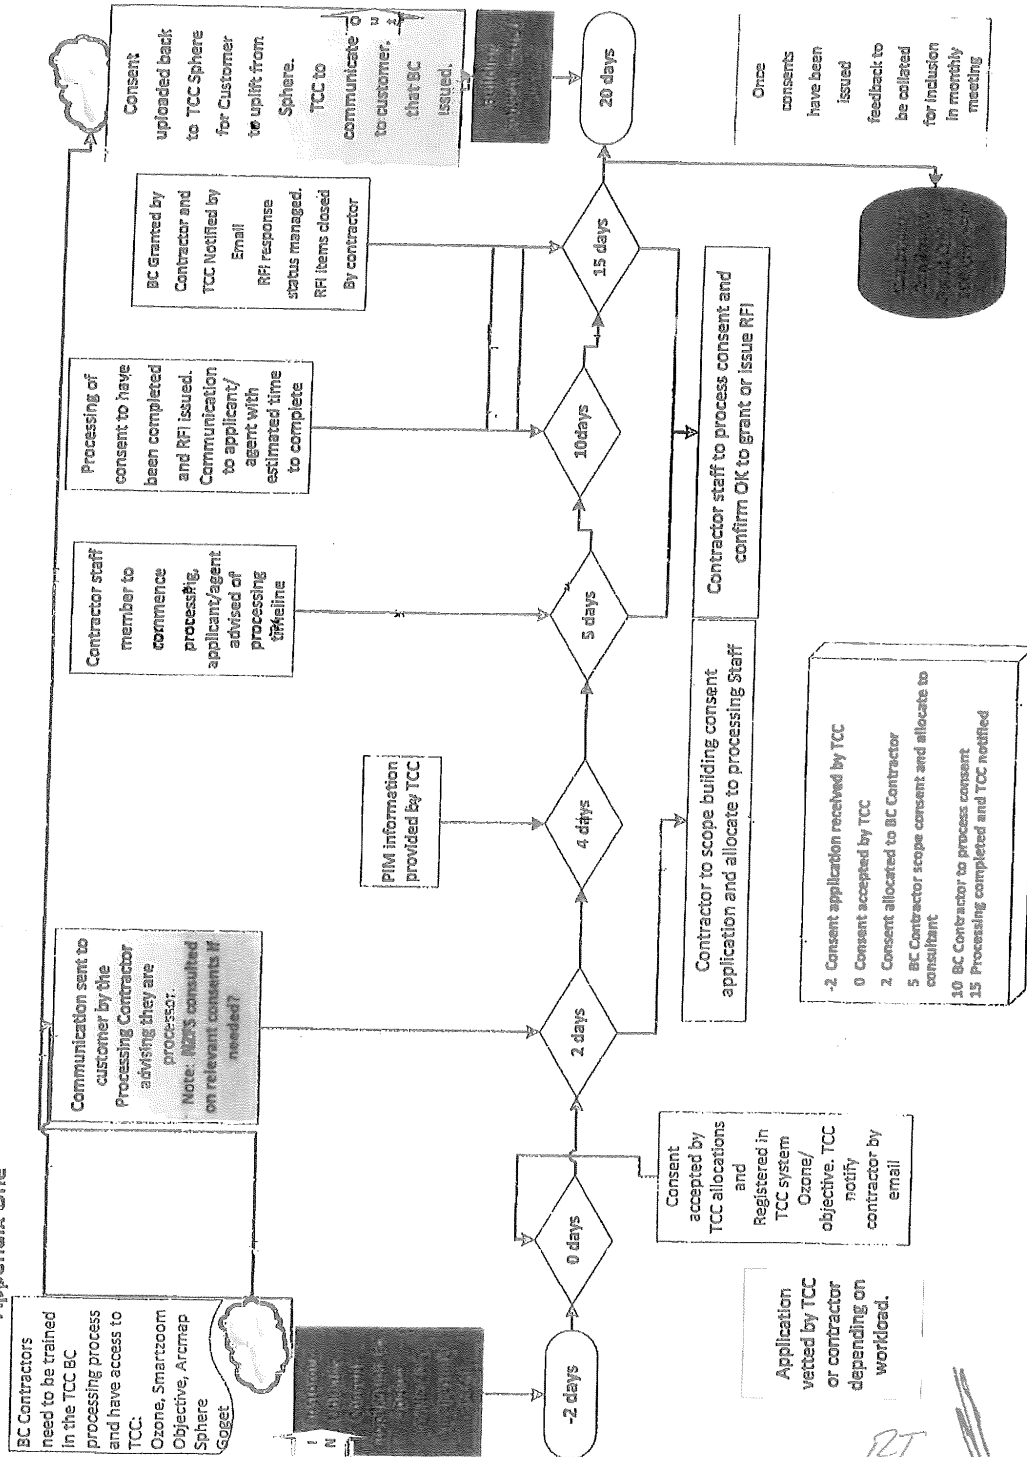 Appendix One
BC Contractors
need to be trained
in the TCC BC
processing process
and have access to
TCC:
Ozone, Smartzoom
Objective, Arcmap
Sphere
Goget
I
N
-2 days
Application
vetted by TCC
or contractor
depending on
workload.
0 days
Consent
accepted by
TCC allocations
and
Registered in
TCC system
Ozone/
objective. TCC
notify
contractor by
email
Communication sent to
customer by the
Processing Contractor
advising they are
processor.
Note: NZFS consulted
on relevant consents if
needed?
2 days
Contractor to scope building consent
application and allocate to processing Staff
PIM information
provided by TCC
4 days
Contractor staff
member to
commence
applicant/agent
advised of
processing
timeline
5 days
Processing of
consent to have
been completed
and RFI issued.
Communication
to applicant/
agent with
estimated time
to complete
10days
BC Granted by
Contractor and
TCC Notified by
Email
RFI response
status managed.
RFI items closed
By contractor
15 days
Contractor staff to process consent and
confirm OK to grant or issue RFI
Consent
uploaded back
to TCC Sphere
for Customer
to uplift from
Sphere.
TCC to
communicate
to customer.
that BC
issued.
20 days
Once
consents
have been
issued
feedback to
be collated
for inclusion
in monthly
meeting
-2 Consent application received by TCC
0 Consent accepted by TCC
2 Consent allocated to BC Contractor
5 BC Contractor scope consent and allocate to
consultant
10 BC Contractor to process consent
15 Processing completed and TCC notified